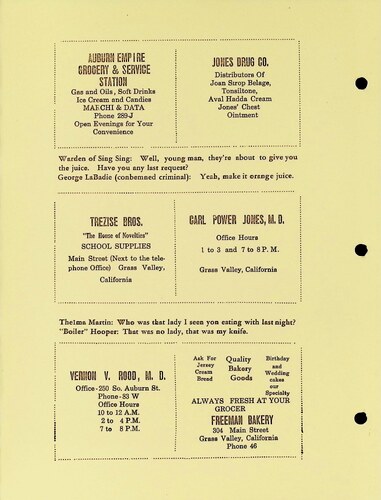 AUBURN EMPIRE
GROCERY & SERVICE
STATION
Gas and Oils, Soft Drinks
Ice Cream and Candies
MARCHI & DATA
Phone 289-J
Open Evenings for Your
Convenience
JONES DRUG CO.
Distributors Of
Joan Surop Bolage,
Tonsiltone,
Aval Hadda Cream
Jones' Chest
Ointment
Warden of Sing Sing: Well, young man, they're about to give you
the juice. Have you any last request?
George LaBadie (conbemned criminal): Yeah, make it orange juice.
TREZISE BROS.
"The Hoece of Novelties"
SCHOOL SUPPLIES
Main Street (Next to the tele-
phone Office) Grass Valley,
California
CARL POWER JONES, M. D.
Office Hours
1 to 3 and 7 to 8 P. M.
Grass Valley, California
Thelma Martin: Who was that lady I seen you eating with last night?
"Boiler" Hooper: That was no lady, that was my knife.
VERNON V. ROOD, M. D.
Office-250 So. Auburn St.
Phone-83 W
Office Hours
10 to 12 A.M.
2 to 4 P.M.
7 to 8 P.M.
Ask For
Jersey
Cream
Bread
Quality
Bakery
Goods
Birthday
and
Wedding
cakes
our
Specialty
ALWAYS FRESH AT YOUR
GROCER
FREEMAN BAKERY
304 Main Street
Grass Valley, California
Phone 46